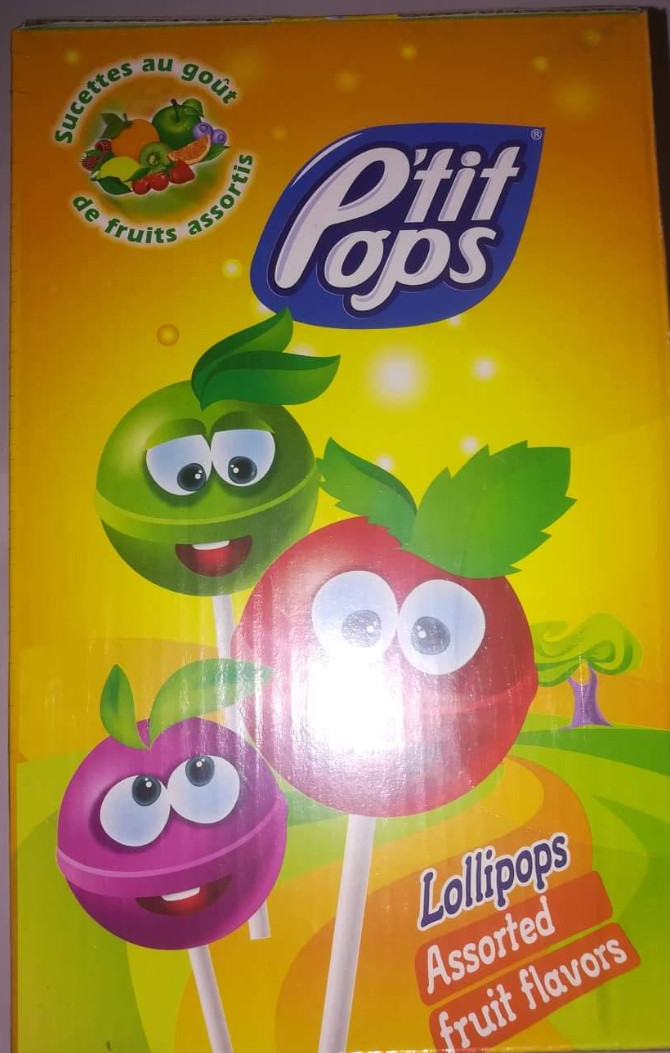 Sucettes au goût
de fruits assortis
P'tit
Pops
®
Lollipops
Assorted
fruit flavors